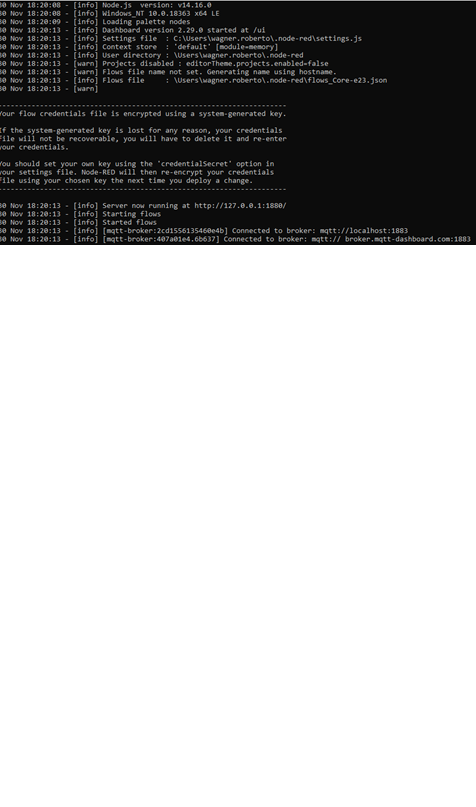 30 Nov 18:20:08 - [info] Node.js  version: v14.16.0
30 Nov 18:20:08 - [info] Windows_NT 10.0.18363 x64 LE
30 Nov 18:20:09 - [info] Loading palette nodes
30 Nov 18:20:13 - [info] Dashboard version 2.29.0 started at /ui
30 Nov 18:20:13 - [info] Settings file  : C:\Users\wagner.roberto\.node-red\settings.js
30 Nov 18:20:13 - [info] Context store  : 'default' [module=memory]
30 Nov 18:20:13 - [info] User directory : \Users\wagner.roberto\.node-red
30 Nov 18:20:13 - [warn] Projects disabled : editorTheme.projects.enabled=false
30 Nov 18:20:13 - [warn] Flows file name not set. Generating name using hostname.
30 Nov 18:20:13 - [info] Flows file     : \Users\wagner.roberto\.node-red\flows_Core-e23.json
30 Nov 18:20:13 - [warn]
---------------------------------------------------------------------
Your flow credentials file is encrypted using a system-generated key.
If the system-generated key is lost for any reason, your credentials
file will not be recoverable, you will have to delete it and re-enter
your credentials.
You should set your own key using the 'credentialSecret' option in
your settings file. Node-RED will then re-encrypt your credentials
file using your chosen key the next time you deploy a change.
---------------------------------------------------------------------
30 Nov 18:20:13 - [info] Server now running at http://127.0.0.1:1880/
30 Nov 18:20:13 - [info] Starting flows
30 Nov 18:20:13 - [info] Started flows
30 Nov 18:20:13 - [info] [mqtt-broker:2cd1556135460e4b] Connected to broker: mqtt://localhost:1883
30 Nov 18:20:13 - [info] [mqtt-broker:407a01e4.6b637] Connected to broker: mqtt:// broker.mqtt-dashboard.com:1883